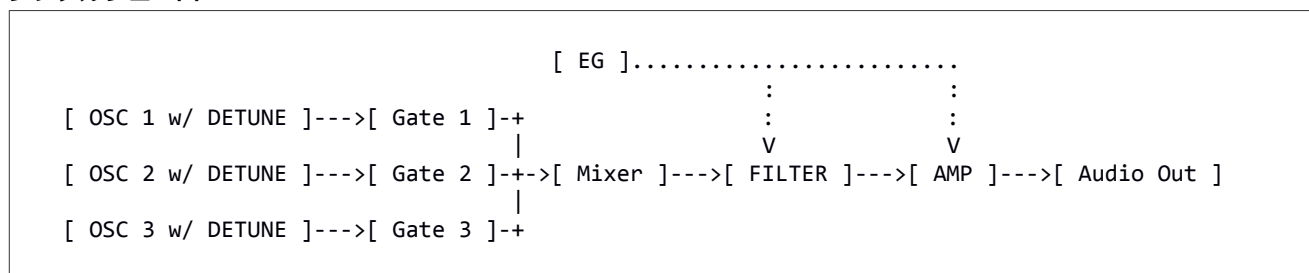 [ EG ].........................
: :
[ OSC 1 w/ DETUNE ]--->[ Gate 1 ]-+ : :
| V V
[ OSC 2 w/ DETUNE ]--->[ Gate 2 ]-+->[ Mixer ]--->[ FILTER ]--->[ AMP ]--->[ Audio Out ]
|
[ OSC 3 w/ DETUNE ]--->[ Gate 3 ]-+